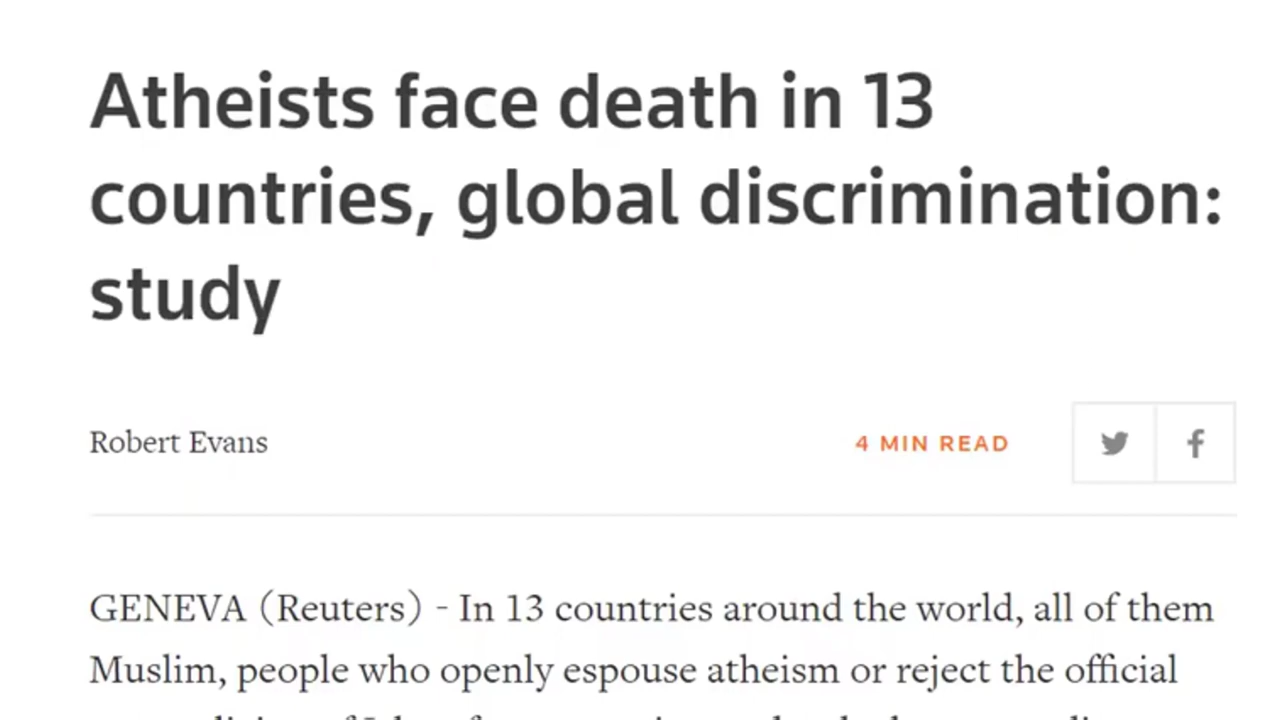 Atheists face death in 13
countries, global discrimination:
study
Robert Evans
4 MIN READ
GENEVA (Reuters) - In 13 countries around the world, all of them
Muslim, people who openly espouse atheism or reject the official